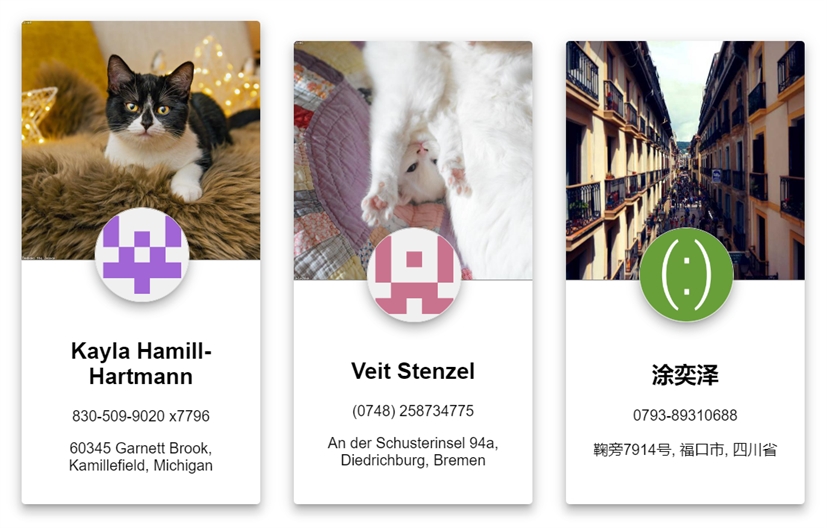 Kayla Hamill-
Hartmann
830-509-9020 x7796
60345 Garnett Brook,
Kamillefield, Michigan
Veit Stenzel
(0748) 258734775
An der Schusterinsel 94a,
Diedrichburg, Bremen
涂奕泽
0793-89310688
鞠旁7914号, 福口市, 四川省